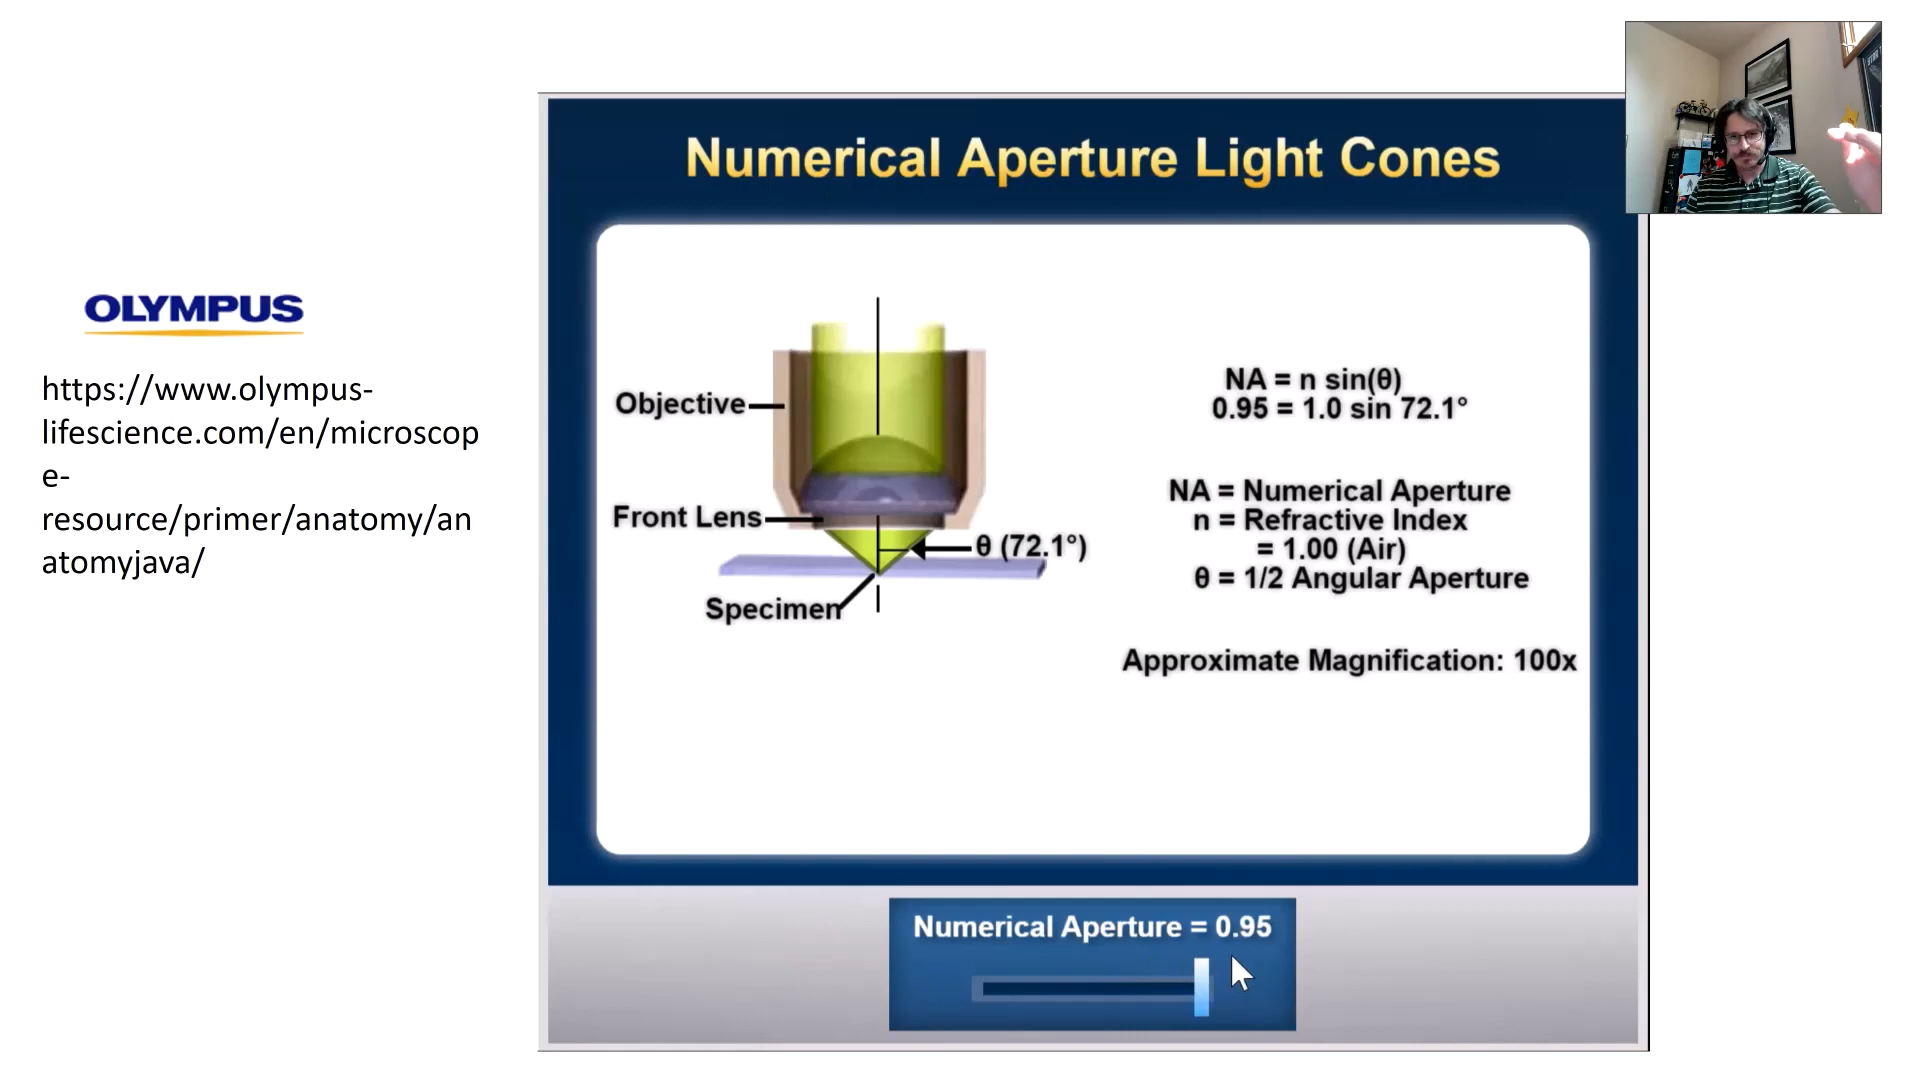 Numerical Aperture Light Cones
OLYMPUS
https://www.olympus-
lifescience.com/en/microscop
e-
resource/primer/anatomy/an
atomyjava/
Objective
Front Lens
θ (72.1°)
Specimen
NA = n sin(θ)
0.95 = 1.0 sin 72.1°
NA = Numerical Aperture
n = Refractive Index
= 1.00 (Air)
θ = 1/2 Angular Aperture
Approximate Magnification: 100x
Numerical Aperture = 0.95